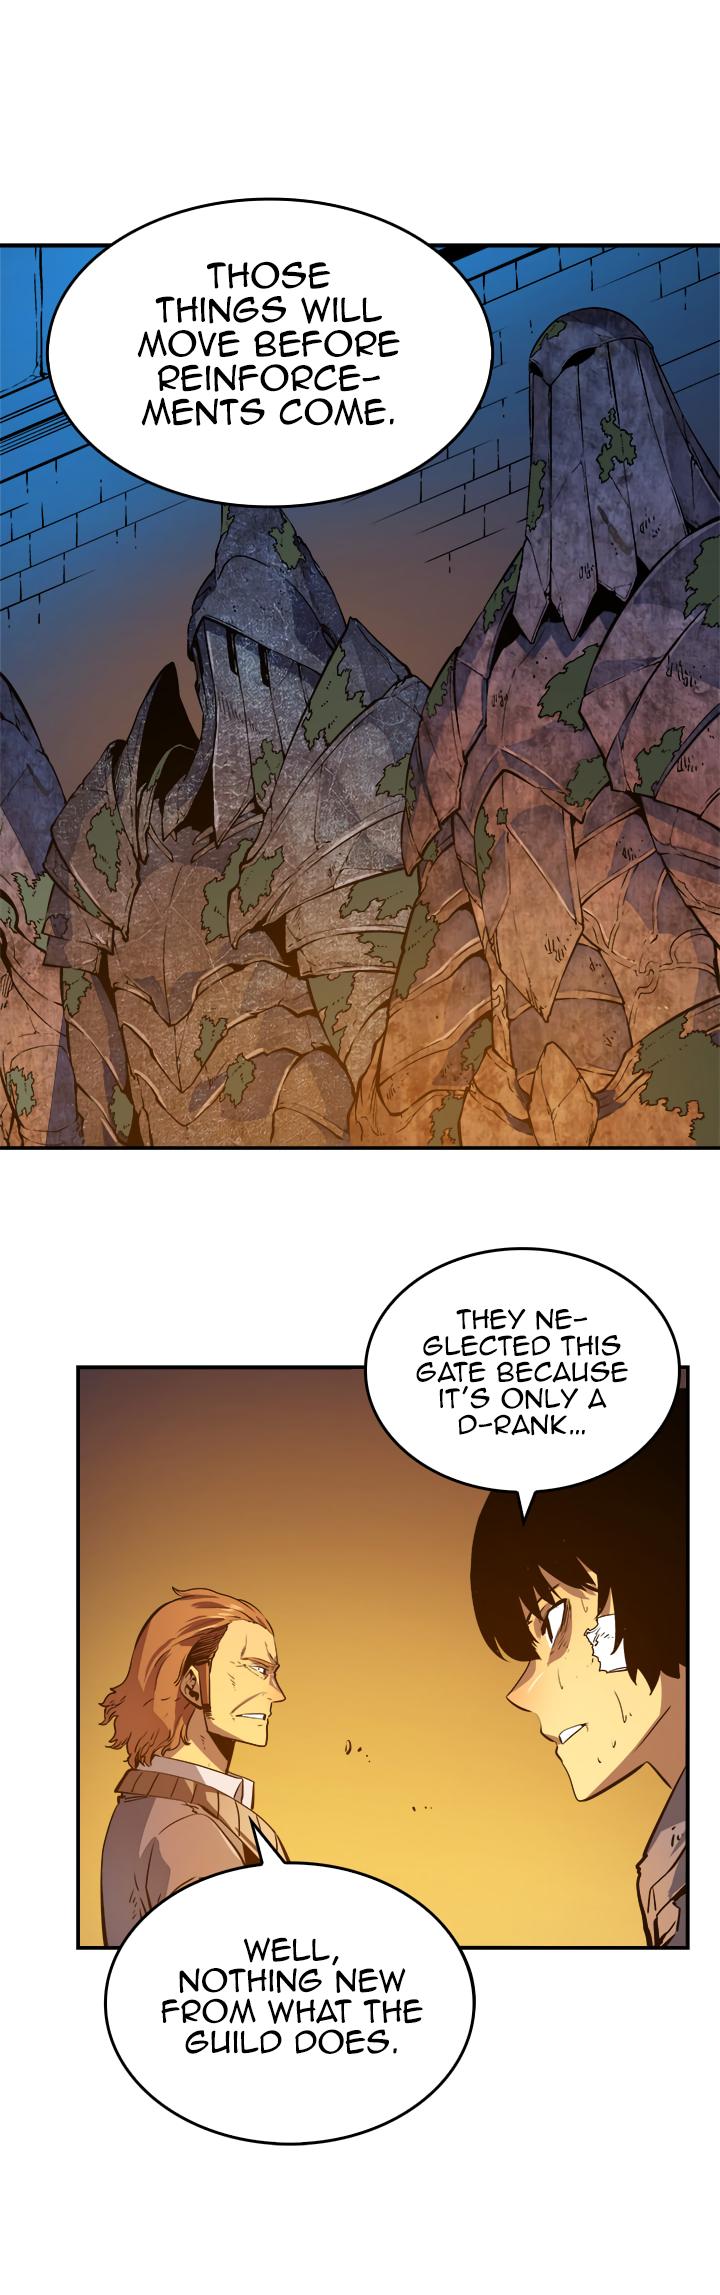 THOSE
THINGS WILL
MOVE BEFORE
REINFORCE-
MENTS COME.
THEY NE-
GLECTED THIS
GATE BECAUSE
IT'S ONLY A
D-RANK...
WELL,
NOTHING NEW
FROM WHAT THE
GUILD DOES.